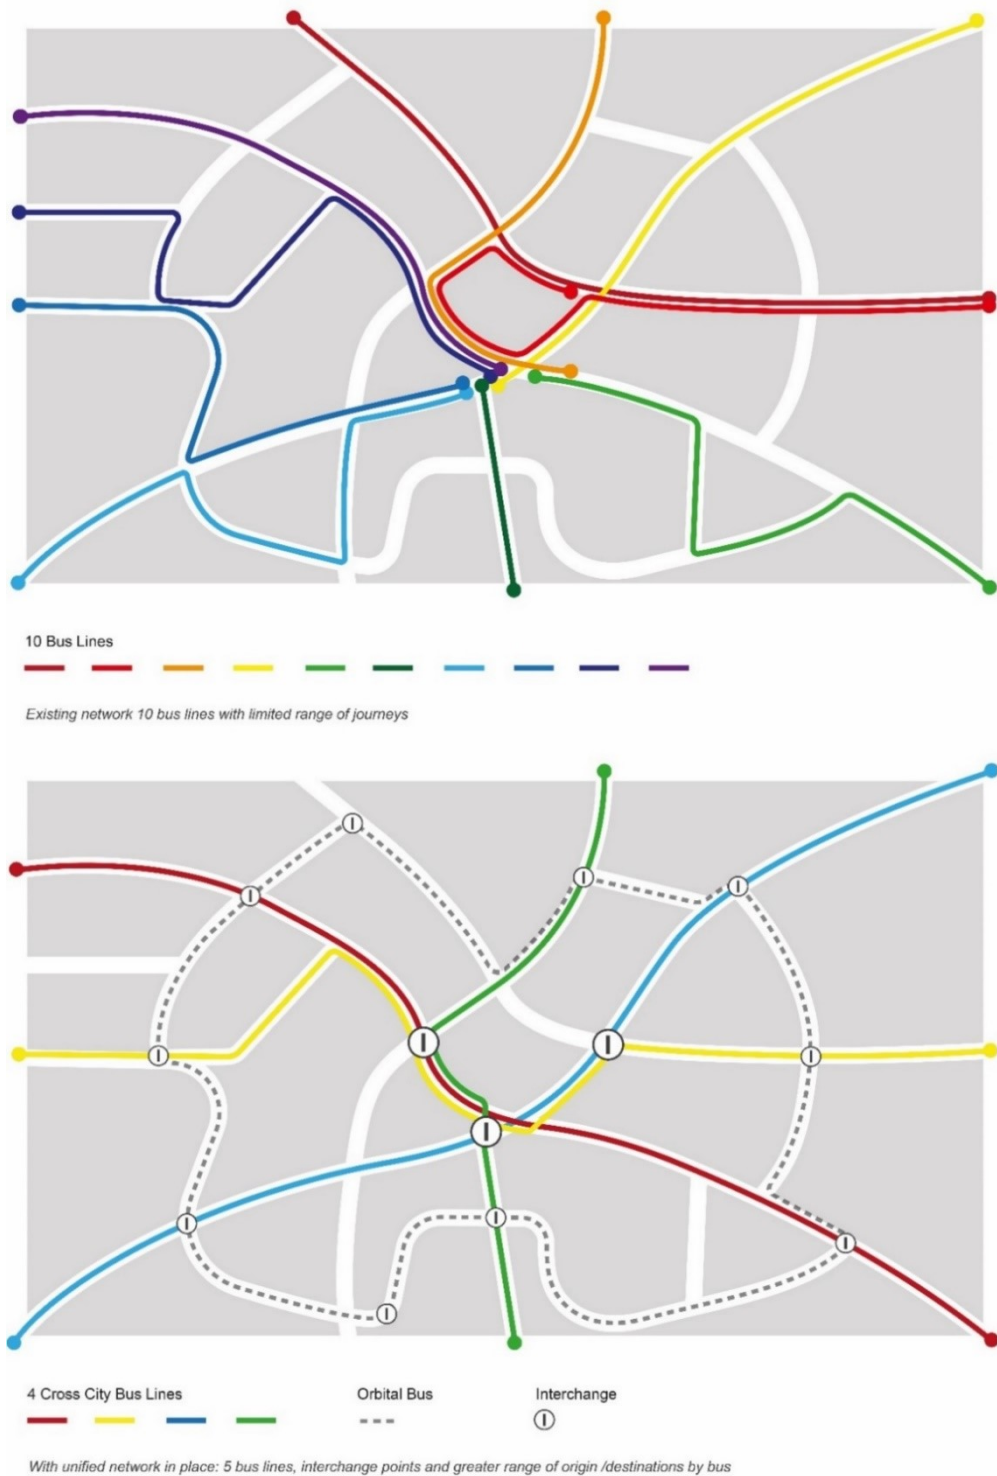 10 Bus Lines
Existing network 10 bus lines with limited range of journeys
I
I
I
I
I
I
I
I
I
I
I
I
I
4 Cross City Bus Lines
Orbital Bus
Interchange
I
With unified network in place: 5 bus lines, interchange points and greater range of origin /destinations by bus